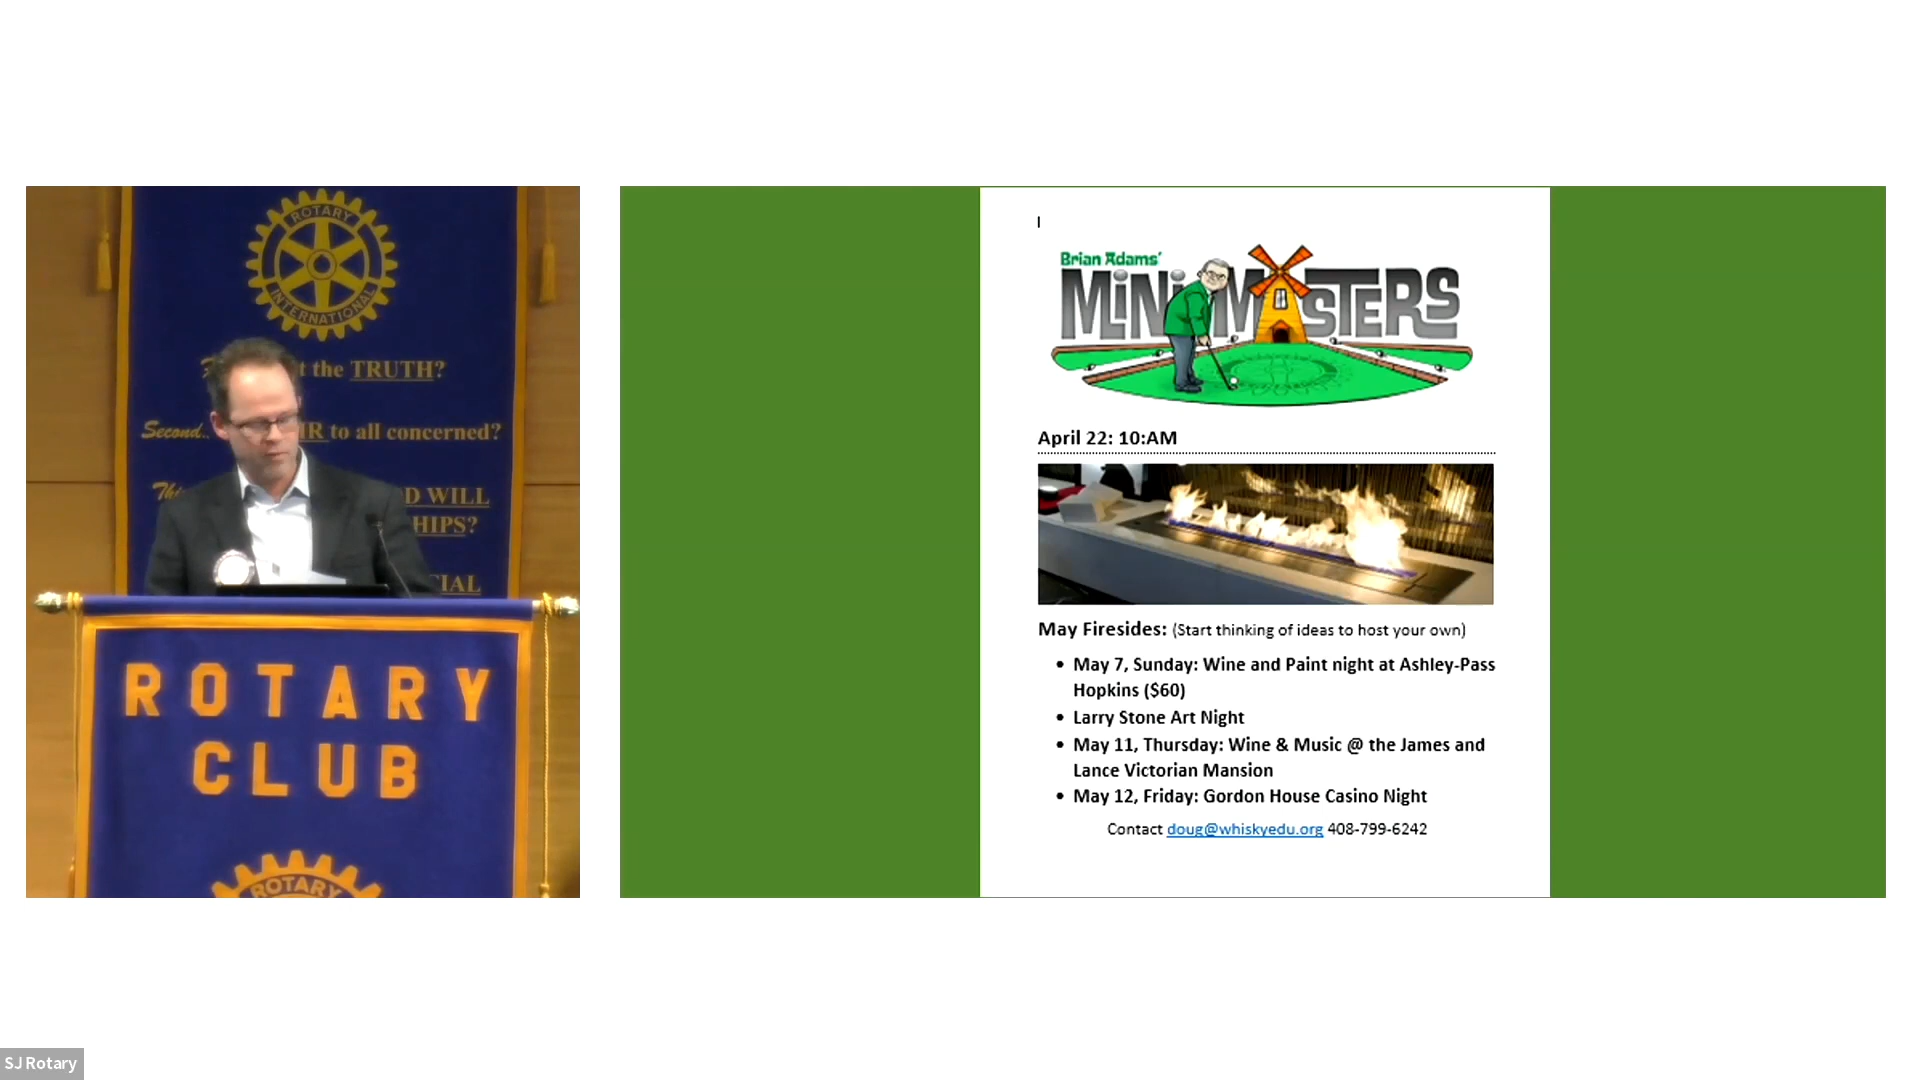 ROTARY
INTERNATIONAL
t the TRUTH?
Second.. IR to all concerned?
D WILL
HIPS?
CIAL
ROTARY
CLUB
ROTARY
Brian Adams'
MiNi MASTERS
April 22: 10:AM
May Firesides: (Start thinking of ideas to host your own)
• May 7, Sunday: Wine and Paint night at Ashley-Pass
Hopkins ($60)
• Larry Stone Art Night
• May 11, Thursday: Wine & Music @ the James and
Lance Victorian Mansion
• May 12, Friday: Gordon House Casino Night
Contact doug@whiskyedu.org 408-799-6242
SJ Rotary